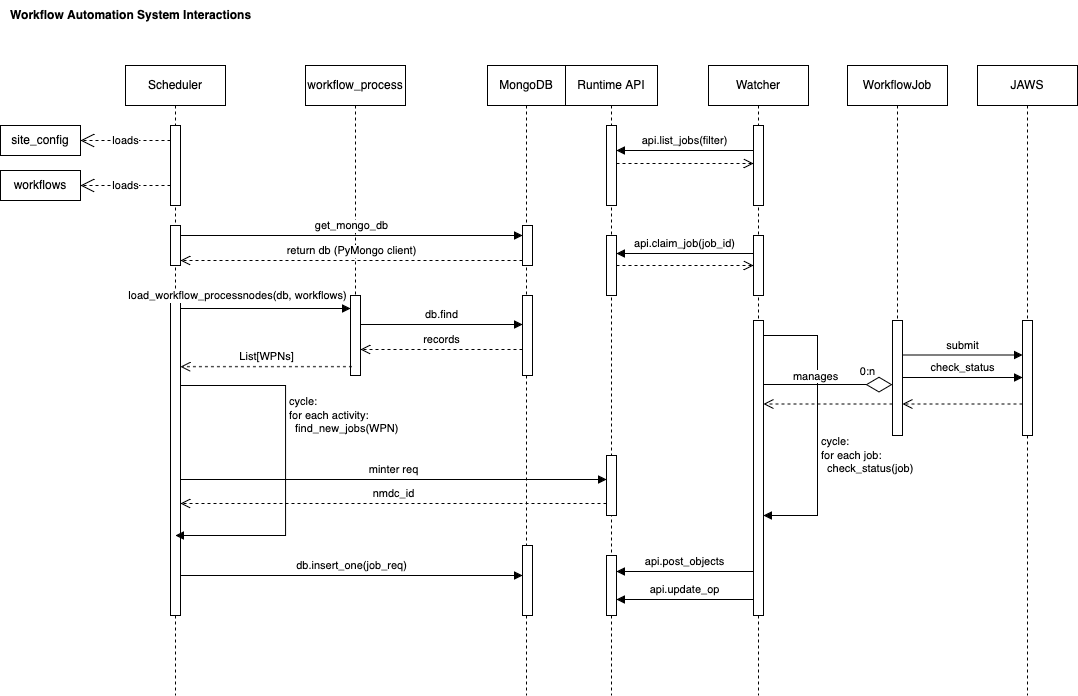 Workflow Automation System Interactions
Scheduler
workflow_process
MongoDB
Runtime API
Watcher
WorkflowJob
JAWS
site_config
loads
api.list_jobs(filter)
workflows
loads
get_mongo_db
return db (PyMongo client)
api.claim_job(job_id)
load_workflow_processnodes(db, workflows)
db.find
records
List[WPNs]
submit
check_status
0:n
manages
cycle:
for each activity:
find_new_jobs(WPN)
cycle:
for each job:
check_status(job)
minter req
nmdc_id
db.insert_one(job_req)
api.post_objects
api.update_op